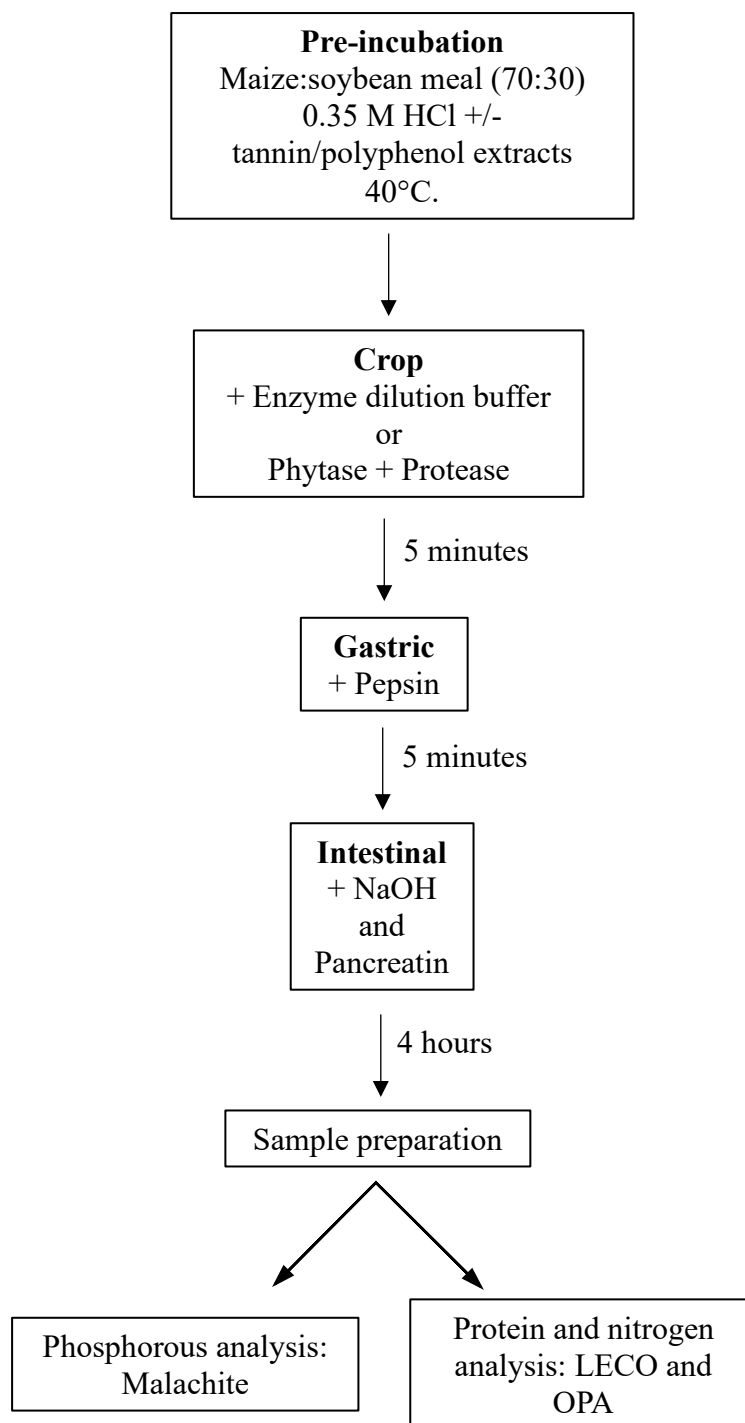 Pre-incubation
Maize:soybean meal (70:30)
0.35 M HCl +/-
tannin/polyphenol extracts
40°C.
Crop
+ Enzyme dilution buffer
or
Phytase + Protease
5 minutes
Gastric
+ Pepsin
5 minutes
Intestinal
+ NaOH
and
Pancreatin
4 hours
Sample preparation
Phosphorous analysis:
Malachite
Protein and nitrogen
analysis: LECO and
OPA